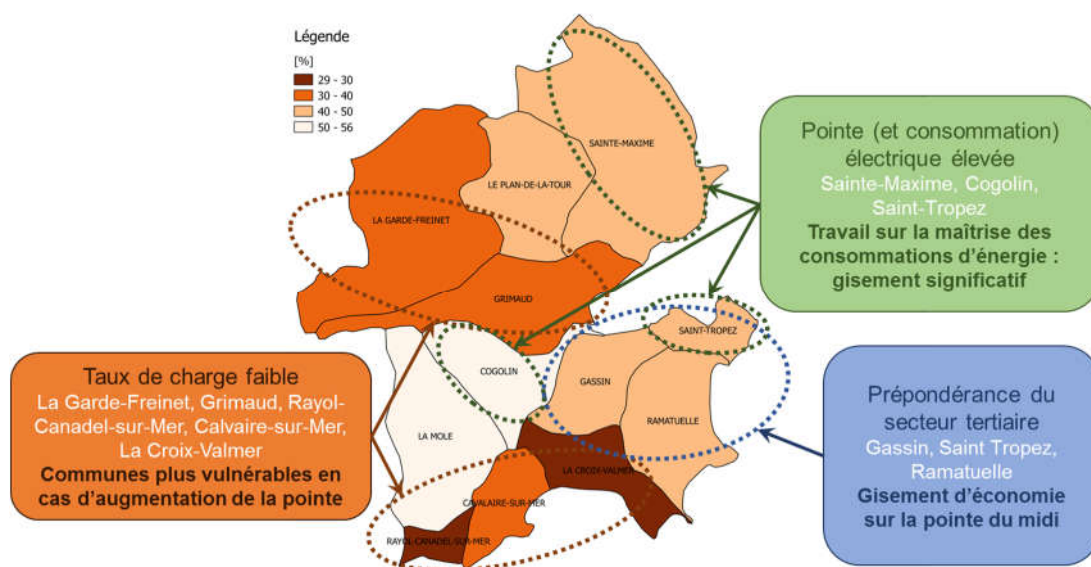 Légende
[%]
29 - 30
30 - 40
40 - 50
50 - 56
SAINTE-MAXIME
LE PLAN-DE-LA-TOUR
LA GARDE-FREINET
GRIMAUD
SAINT-TROPEZ
COGOLIN
GASSIN
RAMATUELLE
LA MOLE
LA CROIX-VALMER
CAVALAIRE-SUR-MER
RAYOL-CANADEL-SUR-MER
Pointe (et consommation)
électrique élevée
Sainte-Maxime, Cogolin,
Saint-Tropez
Travail sur la maîtrise des
consommations d'énergie :
gisement significatif
Taux de charge faible
La Garde-Freinet, Grimaud, Rayol-
Canadel-sur-Mer, Calvaire-sur-Mer,
La Croix-Valmer
Communes plus vulnérables en
cas d'augmentation de la pointe
Prépondérance du
secteur tertiaire
Gassin, Saint Tropez,
Ramatuelle
Gisement d'économie
sur la pointe du midi